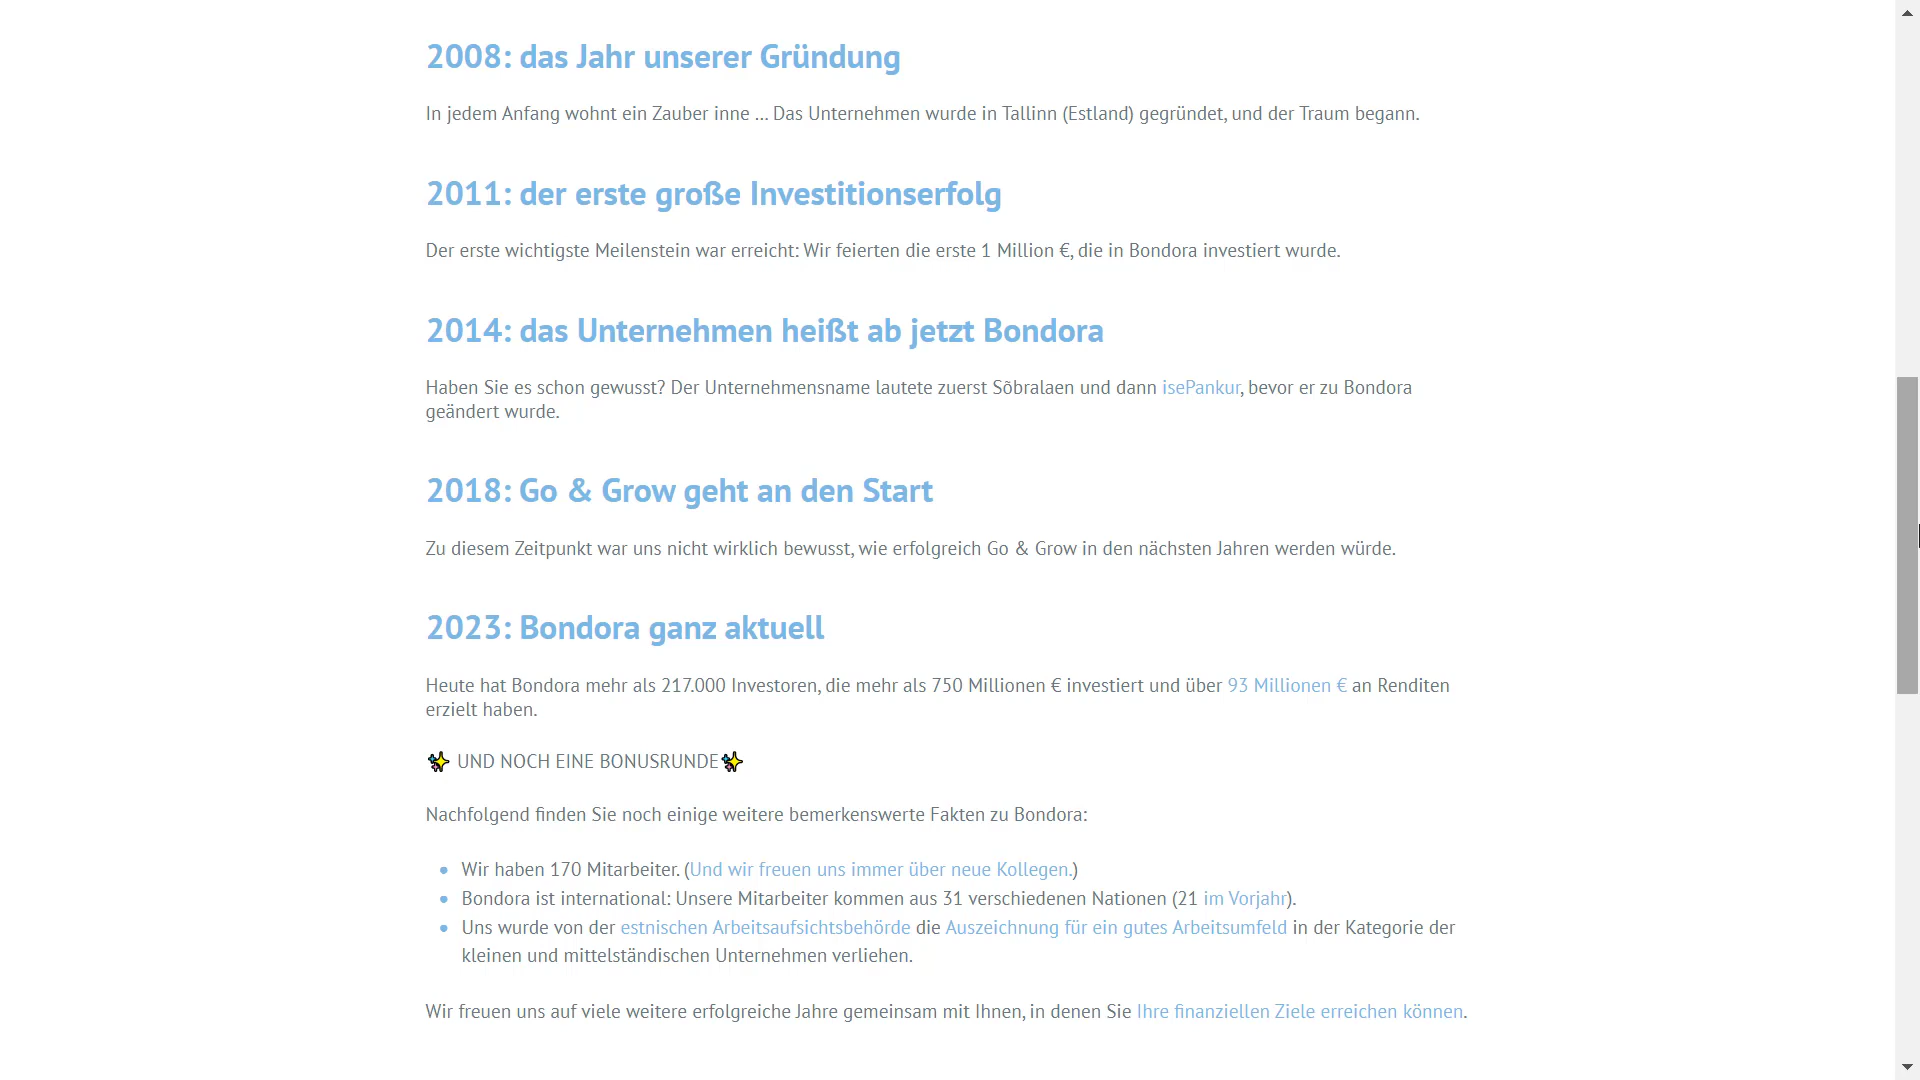 2008: das Jahr unserer Gründung
In jedem Anfang wohnt ein Zauber inne … Das Unternehmen wurde in Tallinn (Estland) gegründet, und der Traum begann.
2011: der erste große Investitionserfolg
Der erste wichtigste Meilenstein war erreicht: Wir feierten die erste 1 Million €, die in Bondora investiert wurde.
2014: das Unternehmen heißt ab jetzt Bondora
Haben Sie es schon gewusst? Der Unternehmensname lautete zuerst Sõbralaen und dann isePankur, bevor er zu Bondora
geändert wurde.
2018: Go & Grow geht an den Start
Zu diesem Zeitpunkt war uns nicht wirklich bewusst, wie erfolgreich Go & Grow in den nächsten Jahren werden würde.
2023: Bondora ganz aktuell
Heute hat Bondora mehr als 217.000 Investoren, die mehr als 750 Millionen € investiert und über 93 Millionen € an Renditen
erzielt haben.
✨ UND NOCH EINE BONUSRUNDE✨
Nachfolgend finden Sie noch einige weitere bemerkenswerte Fakten zu Bondora:
• Wir haben 170 Mitarbeiter. (Und wir freuen uns immer über neue Kollegen.)
• Bondora ist international: Unsere Mitarbeiter kommen aus 31 verschiedenen Nationen (21 im Vorjahr).
• Uns wurde von der estnischen Arbeitsaufsichtsbehörde die Auszeichnung für ein gutes Arbeitsumfeld in der Kategorie der
kleinen und mittelständischen Unternehmen verliehen.
Wir freuen uns auf viele weitere erfolgreiche Jahre gemeinsam mit Ihnen, in denen Sie Ihre finanziellen Ziele erreichen können.